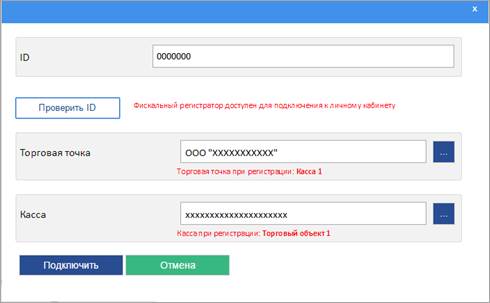 x
ID
0000000
Проверить ID
Фискальный регистратор доступен для подключения к личному кабинету
Торговая точка
ООО "XXXXXXXXXXX"
...
Торговая точка при регистрации: Касса 1
Касса
xxxxxxxxxxxxxxxxxxxxx
...
Касса при регистрации: Торговый объект 1
Подключить
Отмена